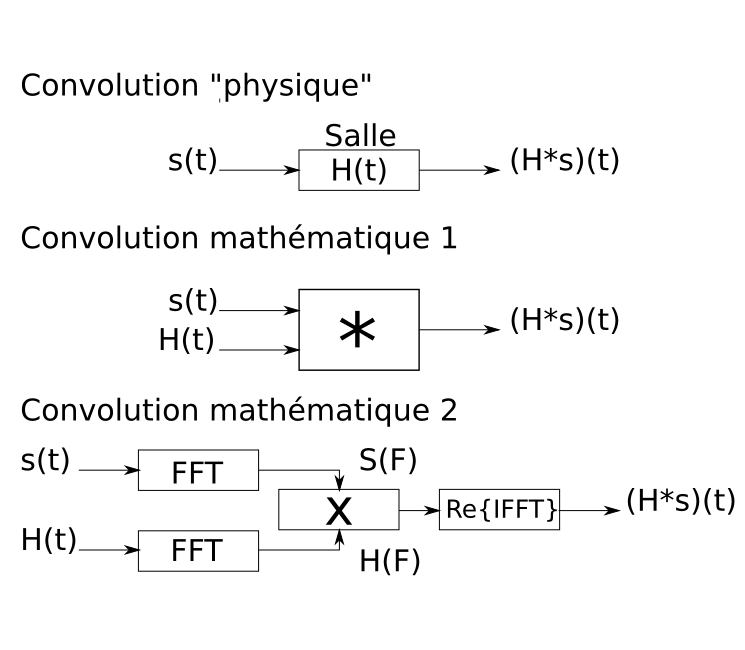 Convolution "physique"
Salle
s(t) H(t) (H*s)(t)
Convolution mathématique 1
s(t)
H(t) * (H*s)(t)
Convolution mathématique 2
s(t) FFT S(F)
x Re{IFFT} (H*s)(t)
H(t) FFT H(F)